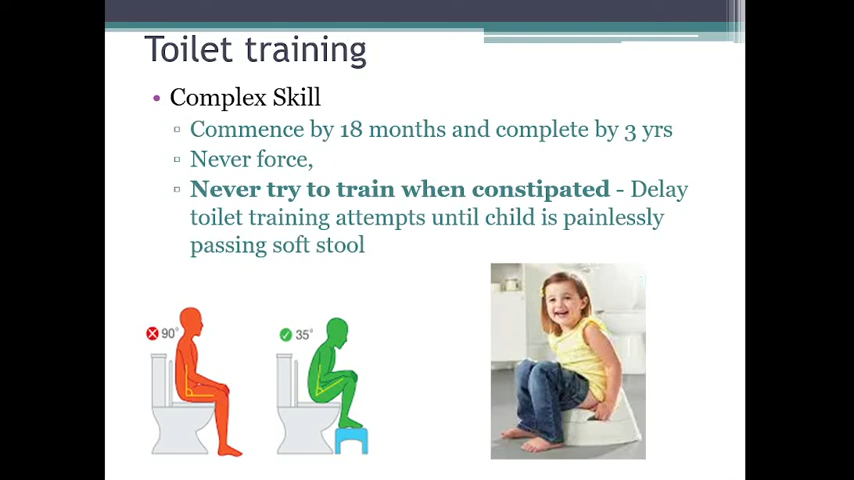 Toilet training
• Complex Skill
▫ Commence by 18 months and complete by 3 yrs
▫ Never force,
▫ Never try to train when constipated - Delay
toilet training attempts until child is painlessly
passing soft stool
90°
35°